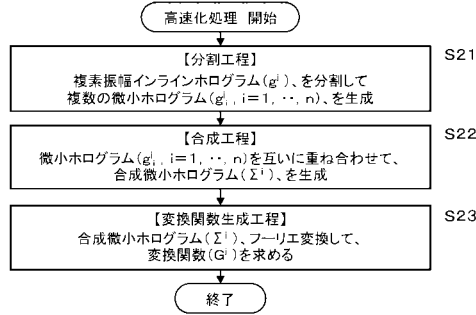 高速化処理 開始
S21
【分割工程】
複素振幅インラインホログラム(gʲ)、を分割して
複数の微小ホログラム(gʲᵢ, i=1, ・・, n)、を生成
S22
【合成工程】
微小ホログラム(gʲᵢ, i=1, ・・, n)を互いに重ね合わせて、
合成微小ホログラム(Σʲ)、を生成
S23
【変換関数生成工程】
合成微小ホログラム(Σʲ)、フーリエ変換して、
変換関数(Gʲ)を求める
終了